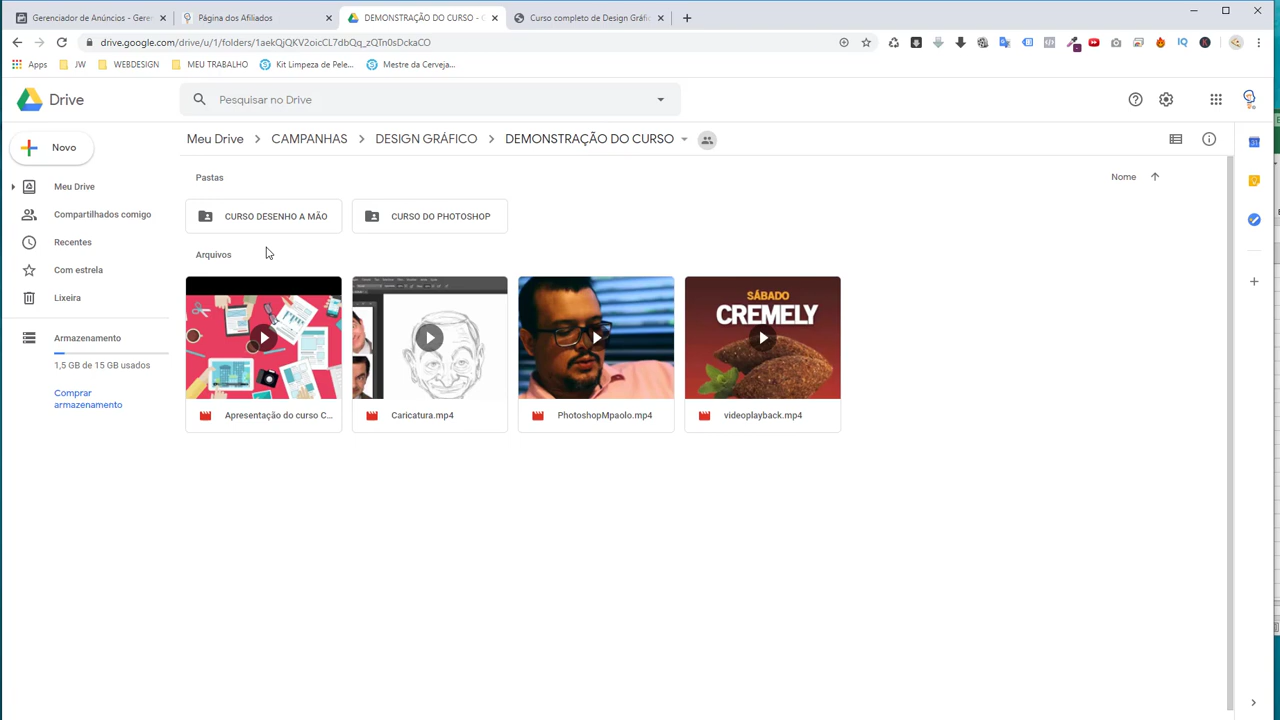 Gerenciador de Anúncios - Geren
Página dos Afiliados
DEMONSTRAÇÃO DO CURSO - G
Curso completo de Design Gráfic
drive.google.com/drive/u/1/folders/1aekQjQKV2oicCL7dbQq_zQTn0sDckaCO
Apps
JW
WEBDESIGN
MEU TRABALHO
Kit Limpeza de Pele...
Mestre da Cerveja...
Drive
Pesquisar no Drive
Novo
Meu Drive
Compartilhados comigo
Recentes
Com estrela
Lixeira
Armazenamento
1,5 GB de 15 GB usados
Comprar
armazenamento
Meu Drive
CAMPANHAS
DESIGN GRÁFICO
DEMONSTRAÇÃO DO CURSO
Pastas
Nome
CURSO DESENHO A MÃO
CURSO DO PHOTOSHOP
Arquivos
SÁBADO
CREMELY
Apresentação do curso C...
Caricatura.mp4
PhotoshopMpaolo.mp4
videoplayback.mp4